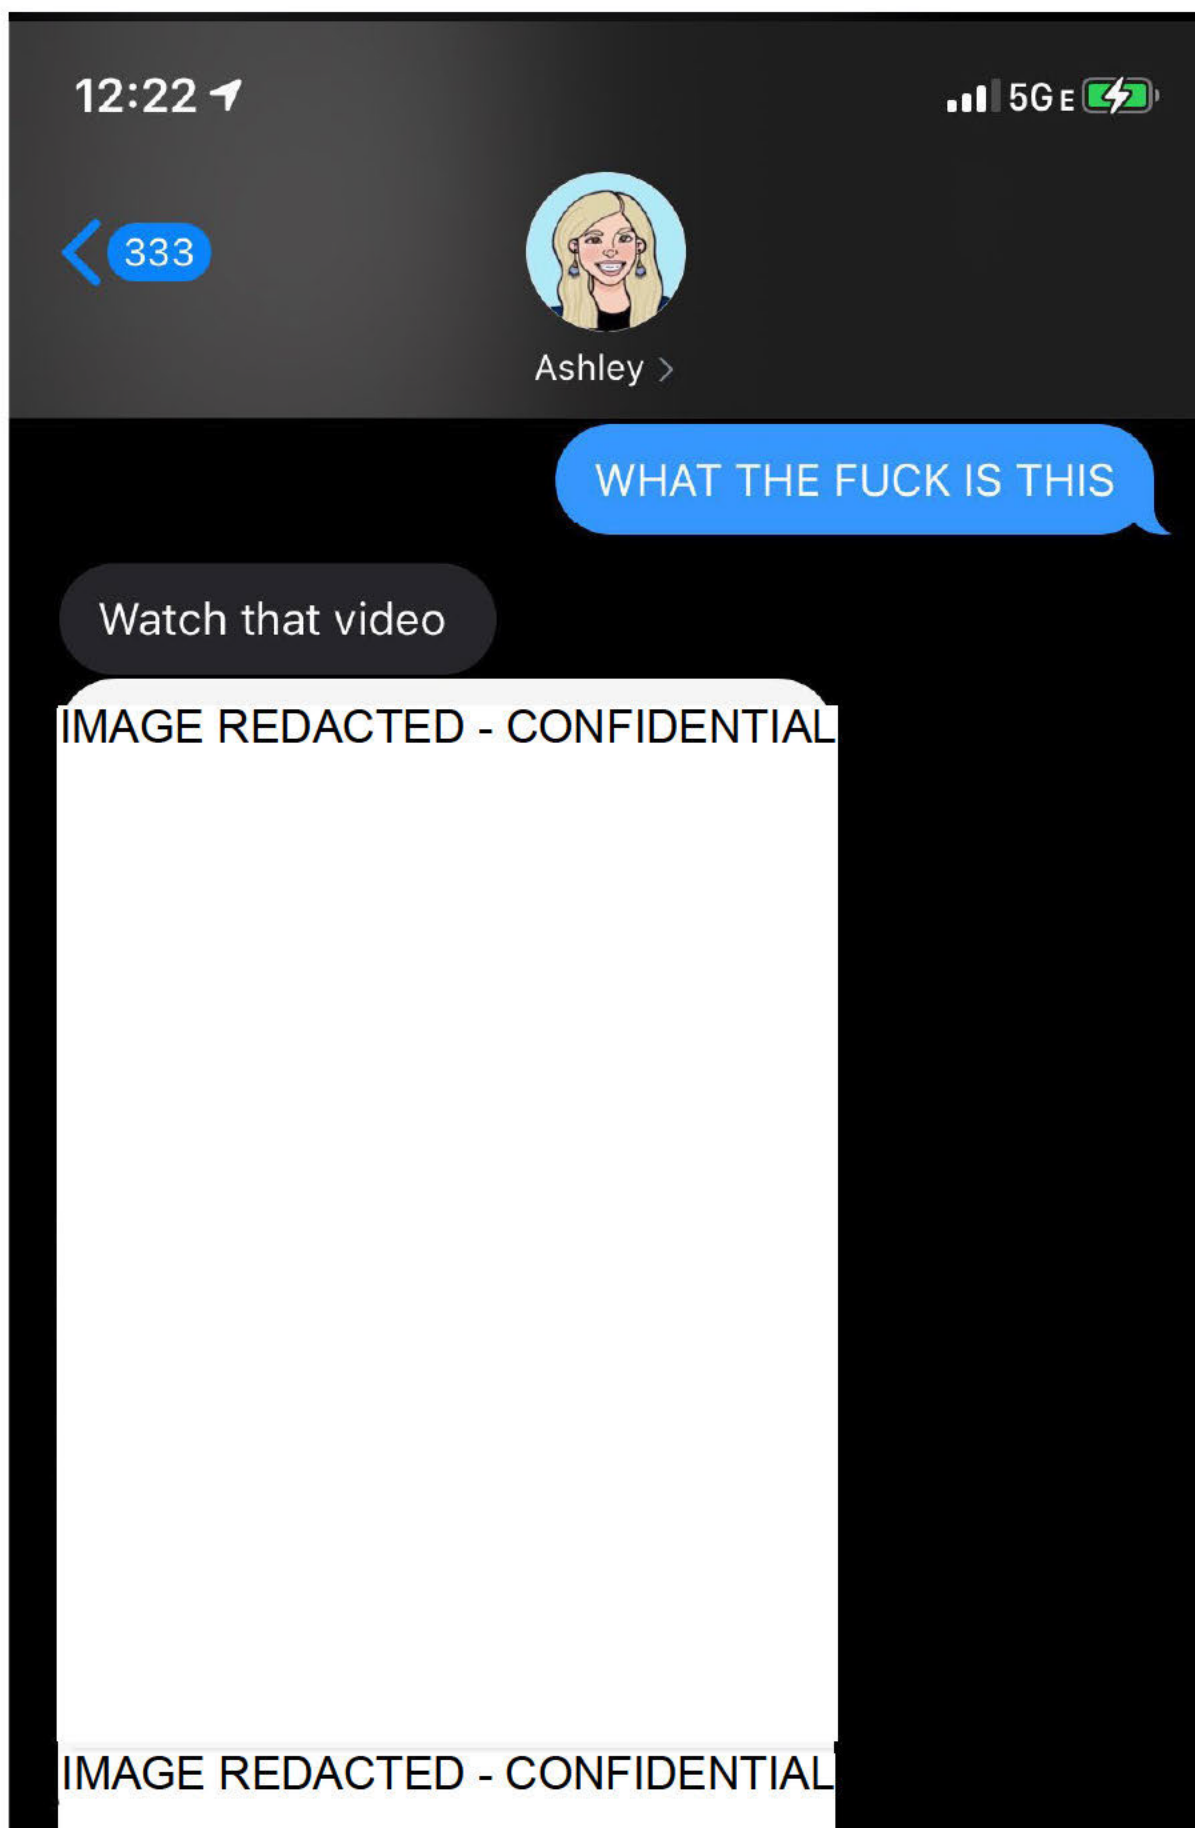 12:22
5G E
333
Ashley
WHAT THE FUCK IS THIS
Watch that video
IMAGE REDACTED - CONFIDENTIAL
IMAGE REDACTED - CONFIDENTIAL